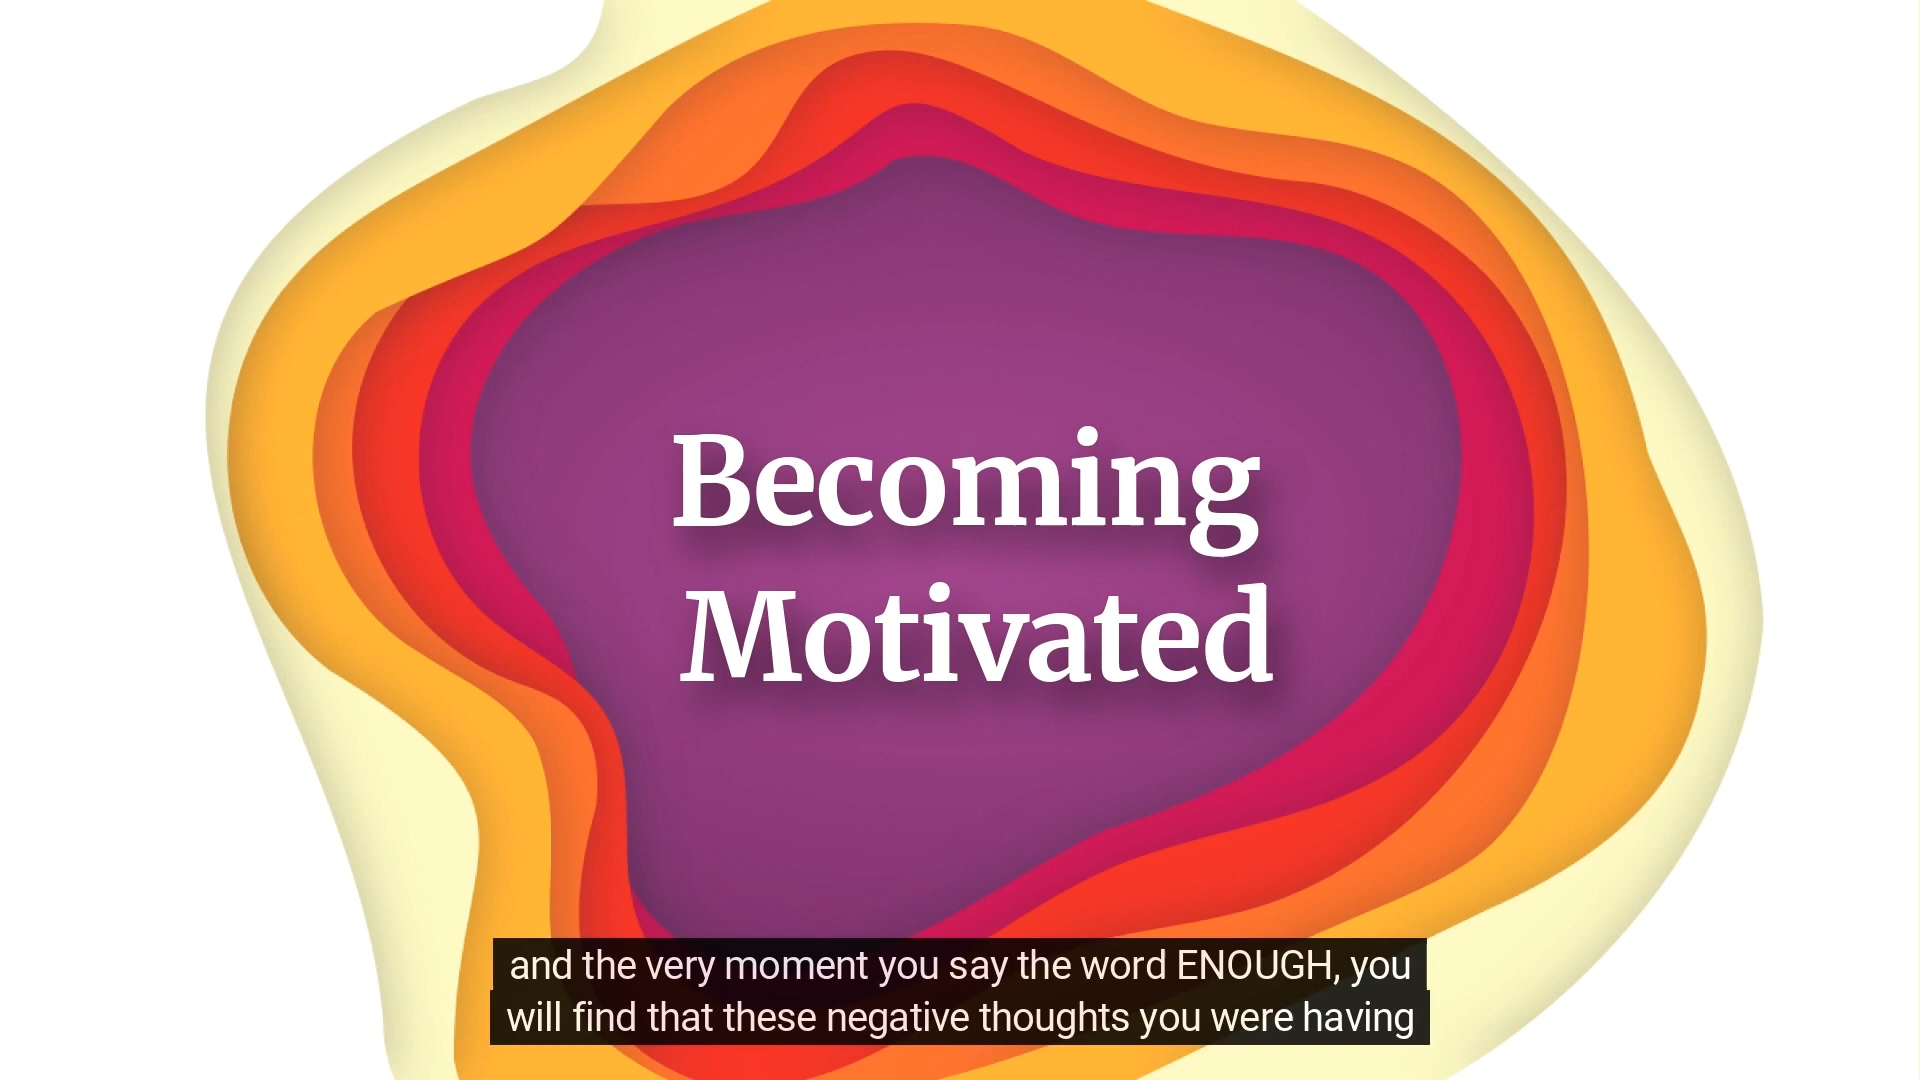 Becoming
Motivated
and the very moment you say the word ENOUGH, you
will find that these negative thoughts you were having